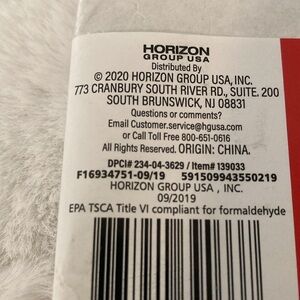 HORIZON
GROUP USA
Distributed By
© 2020 HORIZON GROUP USA, INC.
773 CRANBURY SOUTH RIVER RD., SUITE. 200
SOUTH BRUNSWICK, NJ 08831
Questions or comments?
Email Customer.service@hgusa.com
or Call Toll Free 800-651-0616
All Rights Reserved. ORIGIN: CHINA.
DPCI# 234-04-3629 / Item# 139033
F16934751-09/19 591509943550219
HORIZON GROUP USA , INC.
09/2019
EPA TSCA Title VI compliant for formaldehyde